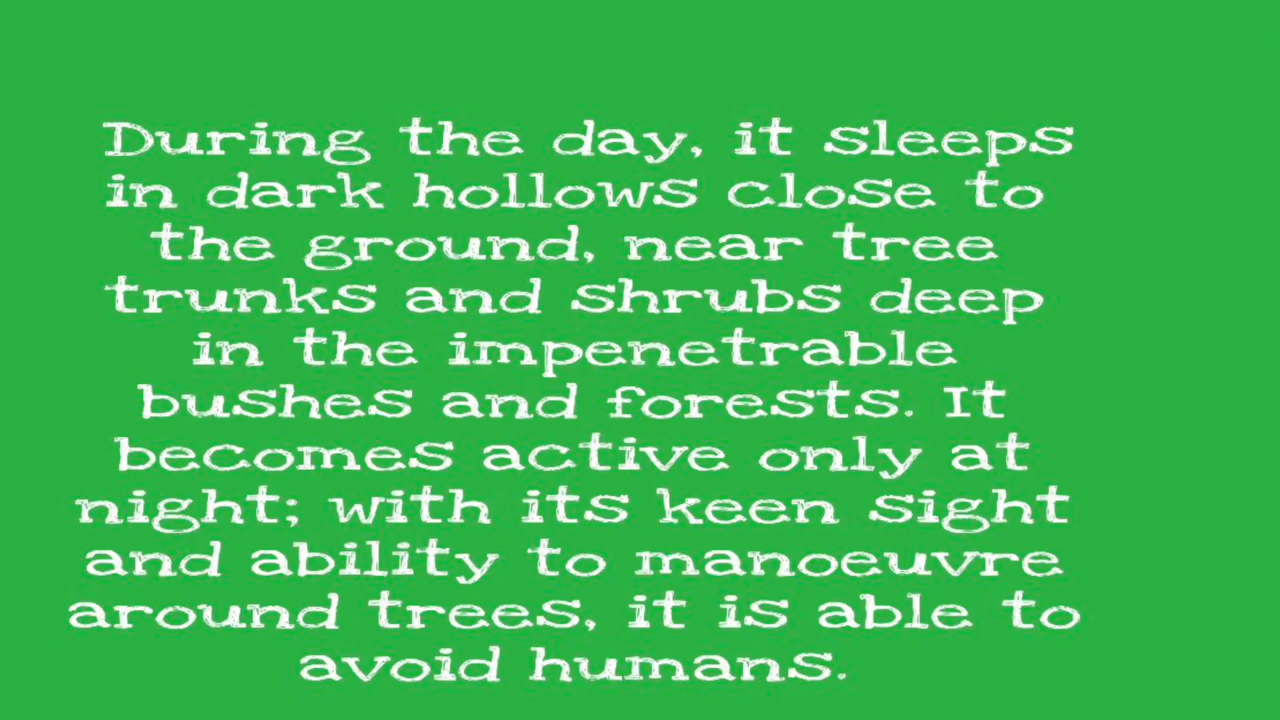 During the day, it sleeps
in dark hollows close to
the ground, near tree
trunks and shrubs deep
in the impenetrable
bushes and forests. It
becomes active only at
night; with its keen sight
and ability to manoeuvre
around trees, it is able to
avoid humans.